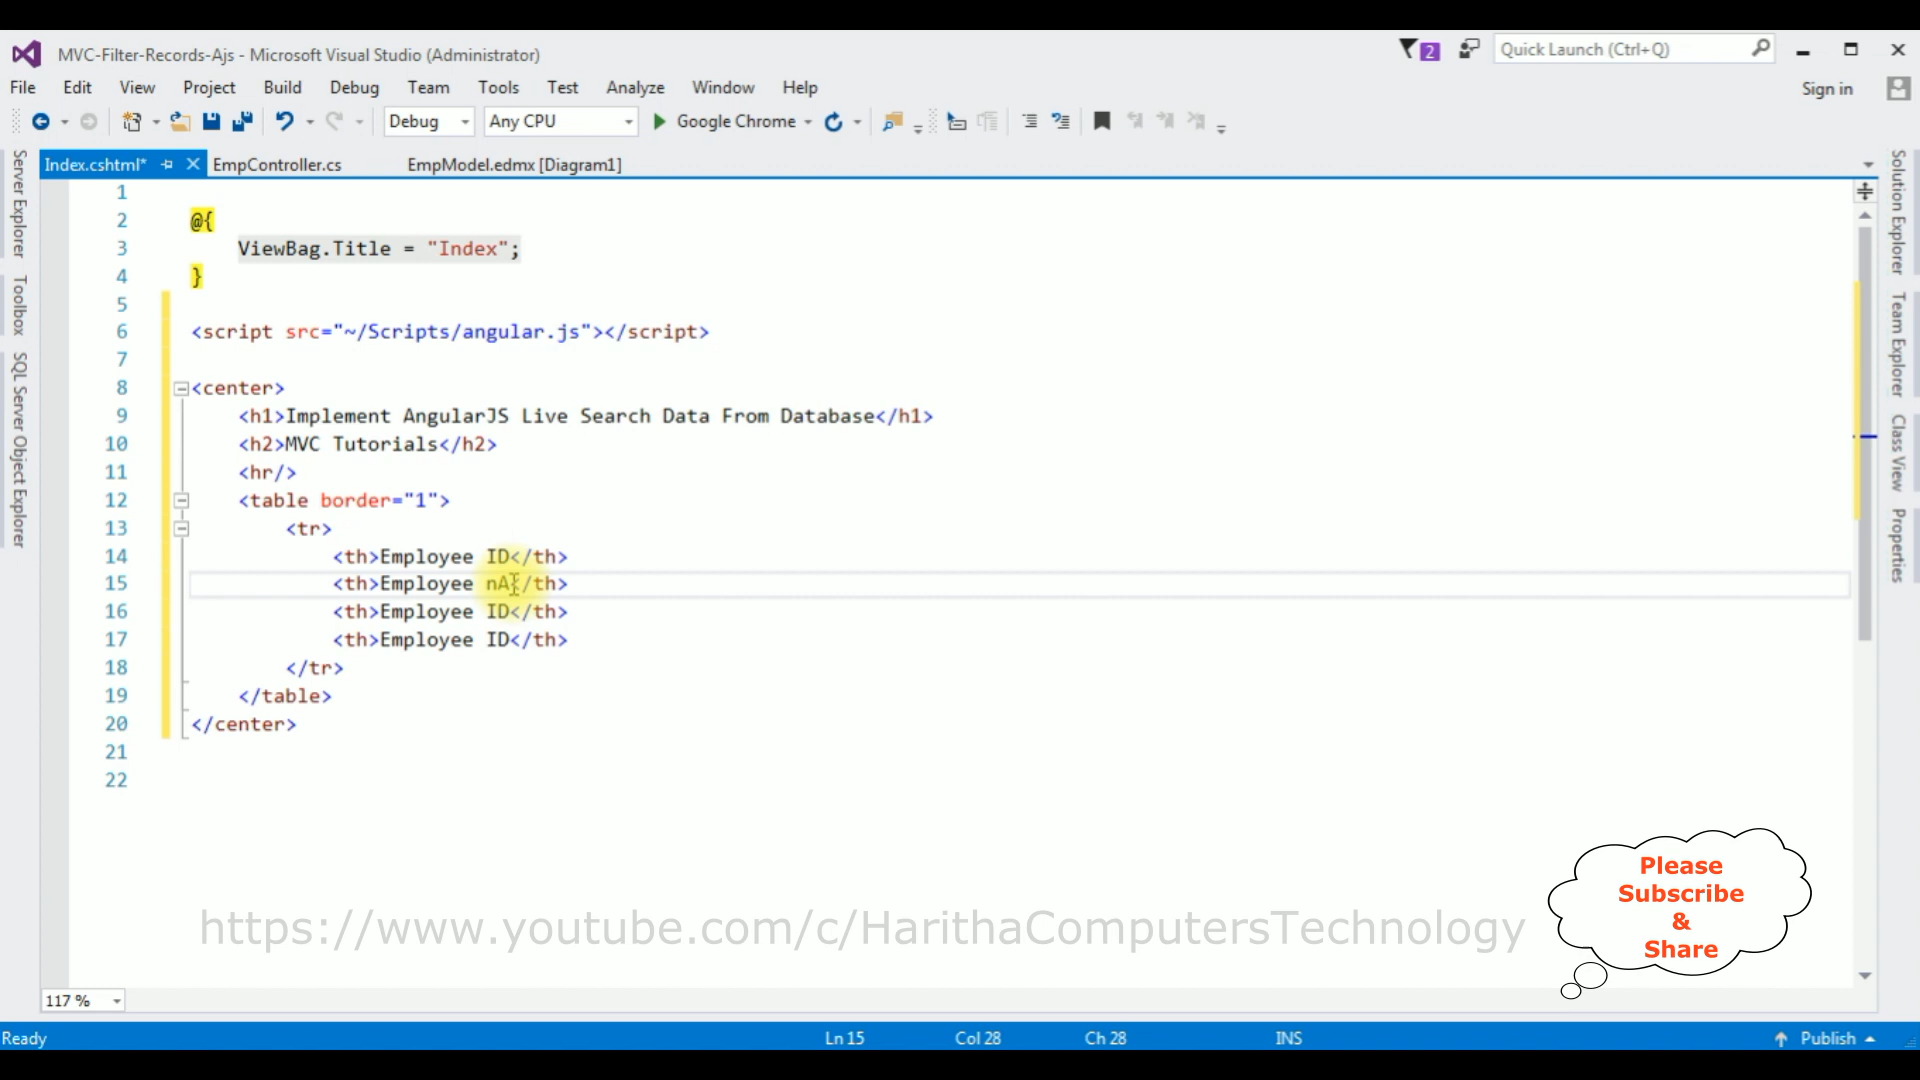 MVC-Filter-Records-Ajs - Microsoft Visual Studio (Administrator)
2
Quick Launch (Ctrl+Q)
File Edit View Project Build Debug Team Tools Test Analyze Window Help
Sign in
Debug Any CPU Google Chrome
Index.cshtml* EmpController.cs EmpModel.edmx [Diagram1]
Server Explorer
Toolbox
SQL Server Object Explorer
1
2 @{
3 ViewBag.Title = "Index";
4 }
5
6 <script src="~/Scripts/angular.js"></script>
7
8 <center>
9 <h1>Implement AngularJS Live Search Data From Database</h1>
10 <h2>MVC Tutorials</h2>
11 <hr/>
12 <table border="1">
13 <tr>
14 <th>Employee ID</th>
15 <th>Employee nA</th>
16 <th>Employee ID</th>
17 <th>Employee ID</th>
18 </tr>
19 </table>
20 </center>
21
22
Solution Explorer
Team Explorer
Class View
Properties
Please
Subscribe
&
Share
https://www.youtube.com/c/HarithaComputersTechnology
117 %
Ready Ln 15 Col 28 Ch 28 INS Publish